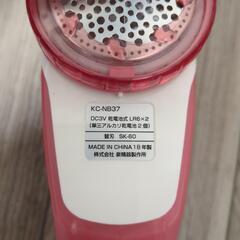 KC-NB37
DC3V 乾電池式 LR6×2
(単三アルカリ乾電池2個)
替刃 SK-60
MADE IN CHINA 18年製
株式会社 泉精器製作所